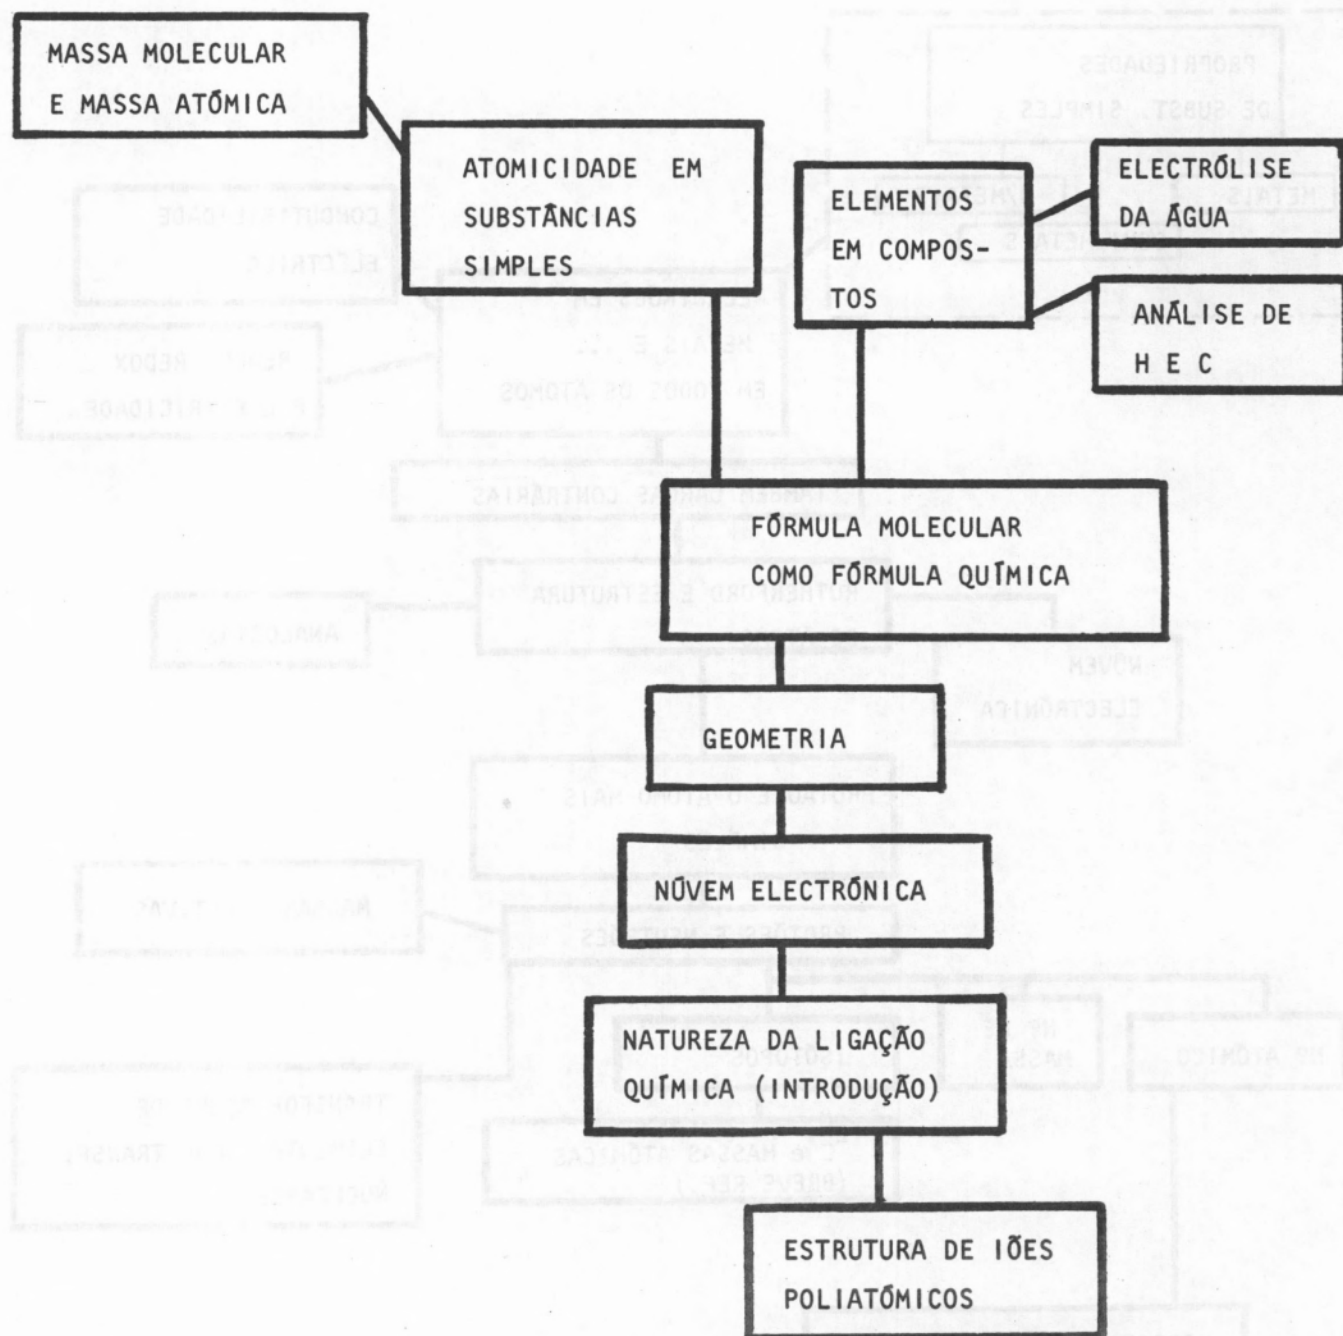 MASSA MOLECULAR
E MASSA ATÓMICA
ATOMICIDADE EM
SUBSTÂNCIAS
SIMPLES
ELEMENTOS
EM COMPOS-
TOS
ELECTRÓLISE
DA ÁGUA
ANÁLISE DE
H E C
FÓRMULA MOLECULAR
COMO FÓRMULA QUÍMICA
GEOMETRIA
NÚVEM ELECTRÓNICA
NATUREZA DA LIGAÇÃO
QUÍMICA (INTRODUÇÃO)
ESTRUTURA DE IÕES
POLIATÓMICOS